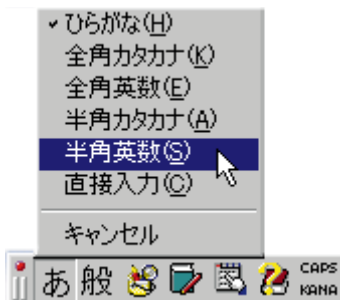 ひらがな(H)
全角カタカナ(K)
全角英数(E)
半角カタカナ(A)
半角英数(S)
直接入力(C)
キャンセル
あ 般 CAPS
KANA